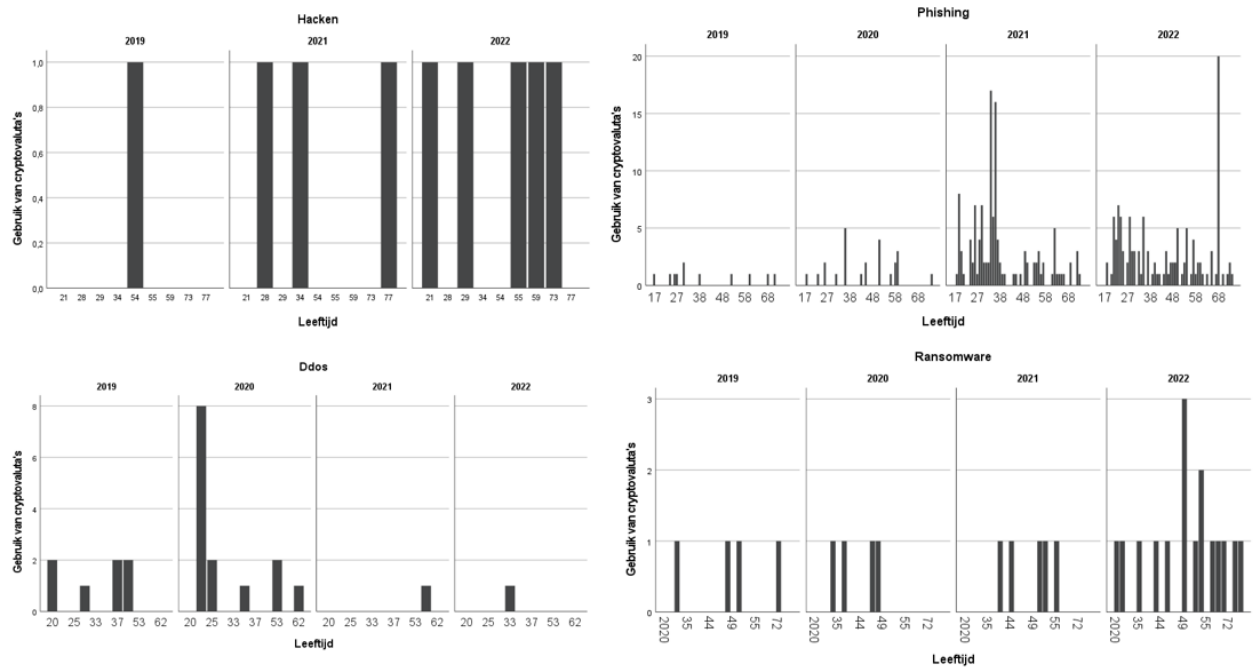 Hacken
2019 2021 2022
Gebruik van cryptovaluta's
1,0
0,8
0,6
0,4
0,2
0,0
21 28 29 34 54 55 59 73 77 21 28 29 34 54 55 59 73 77 21 28 29 34 54 55 59 73 77
Leeftijd
Phishing
2019 2020 2021 2022
Gebruik van cryptovaluta's
20
15
10
5
0
17 27 38 48 58 68 17 27 38 48 58 68 17 27 38 48 58 68 17 27 38 48 58 68
Leeftijd
Ddos
2019 2020 2021 2022
Gebruik van cryptovaluta's
8
6
4
2
0
20 25 33 37 53 62 20 25 33 37 53 62 20 25 33 37 53 62 20 25 33 37 53 62
Leeftijd
Ransomware
2019 2020 2021 2022
Gebruik van cryptovaluta's
3
2
1
0
2020 35 44 49 55 72 2020 35 44 49 55 72 2020 35 44 49 55 72 2020 35 44 49 55 72
Leeftijd